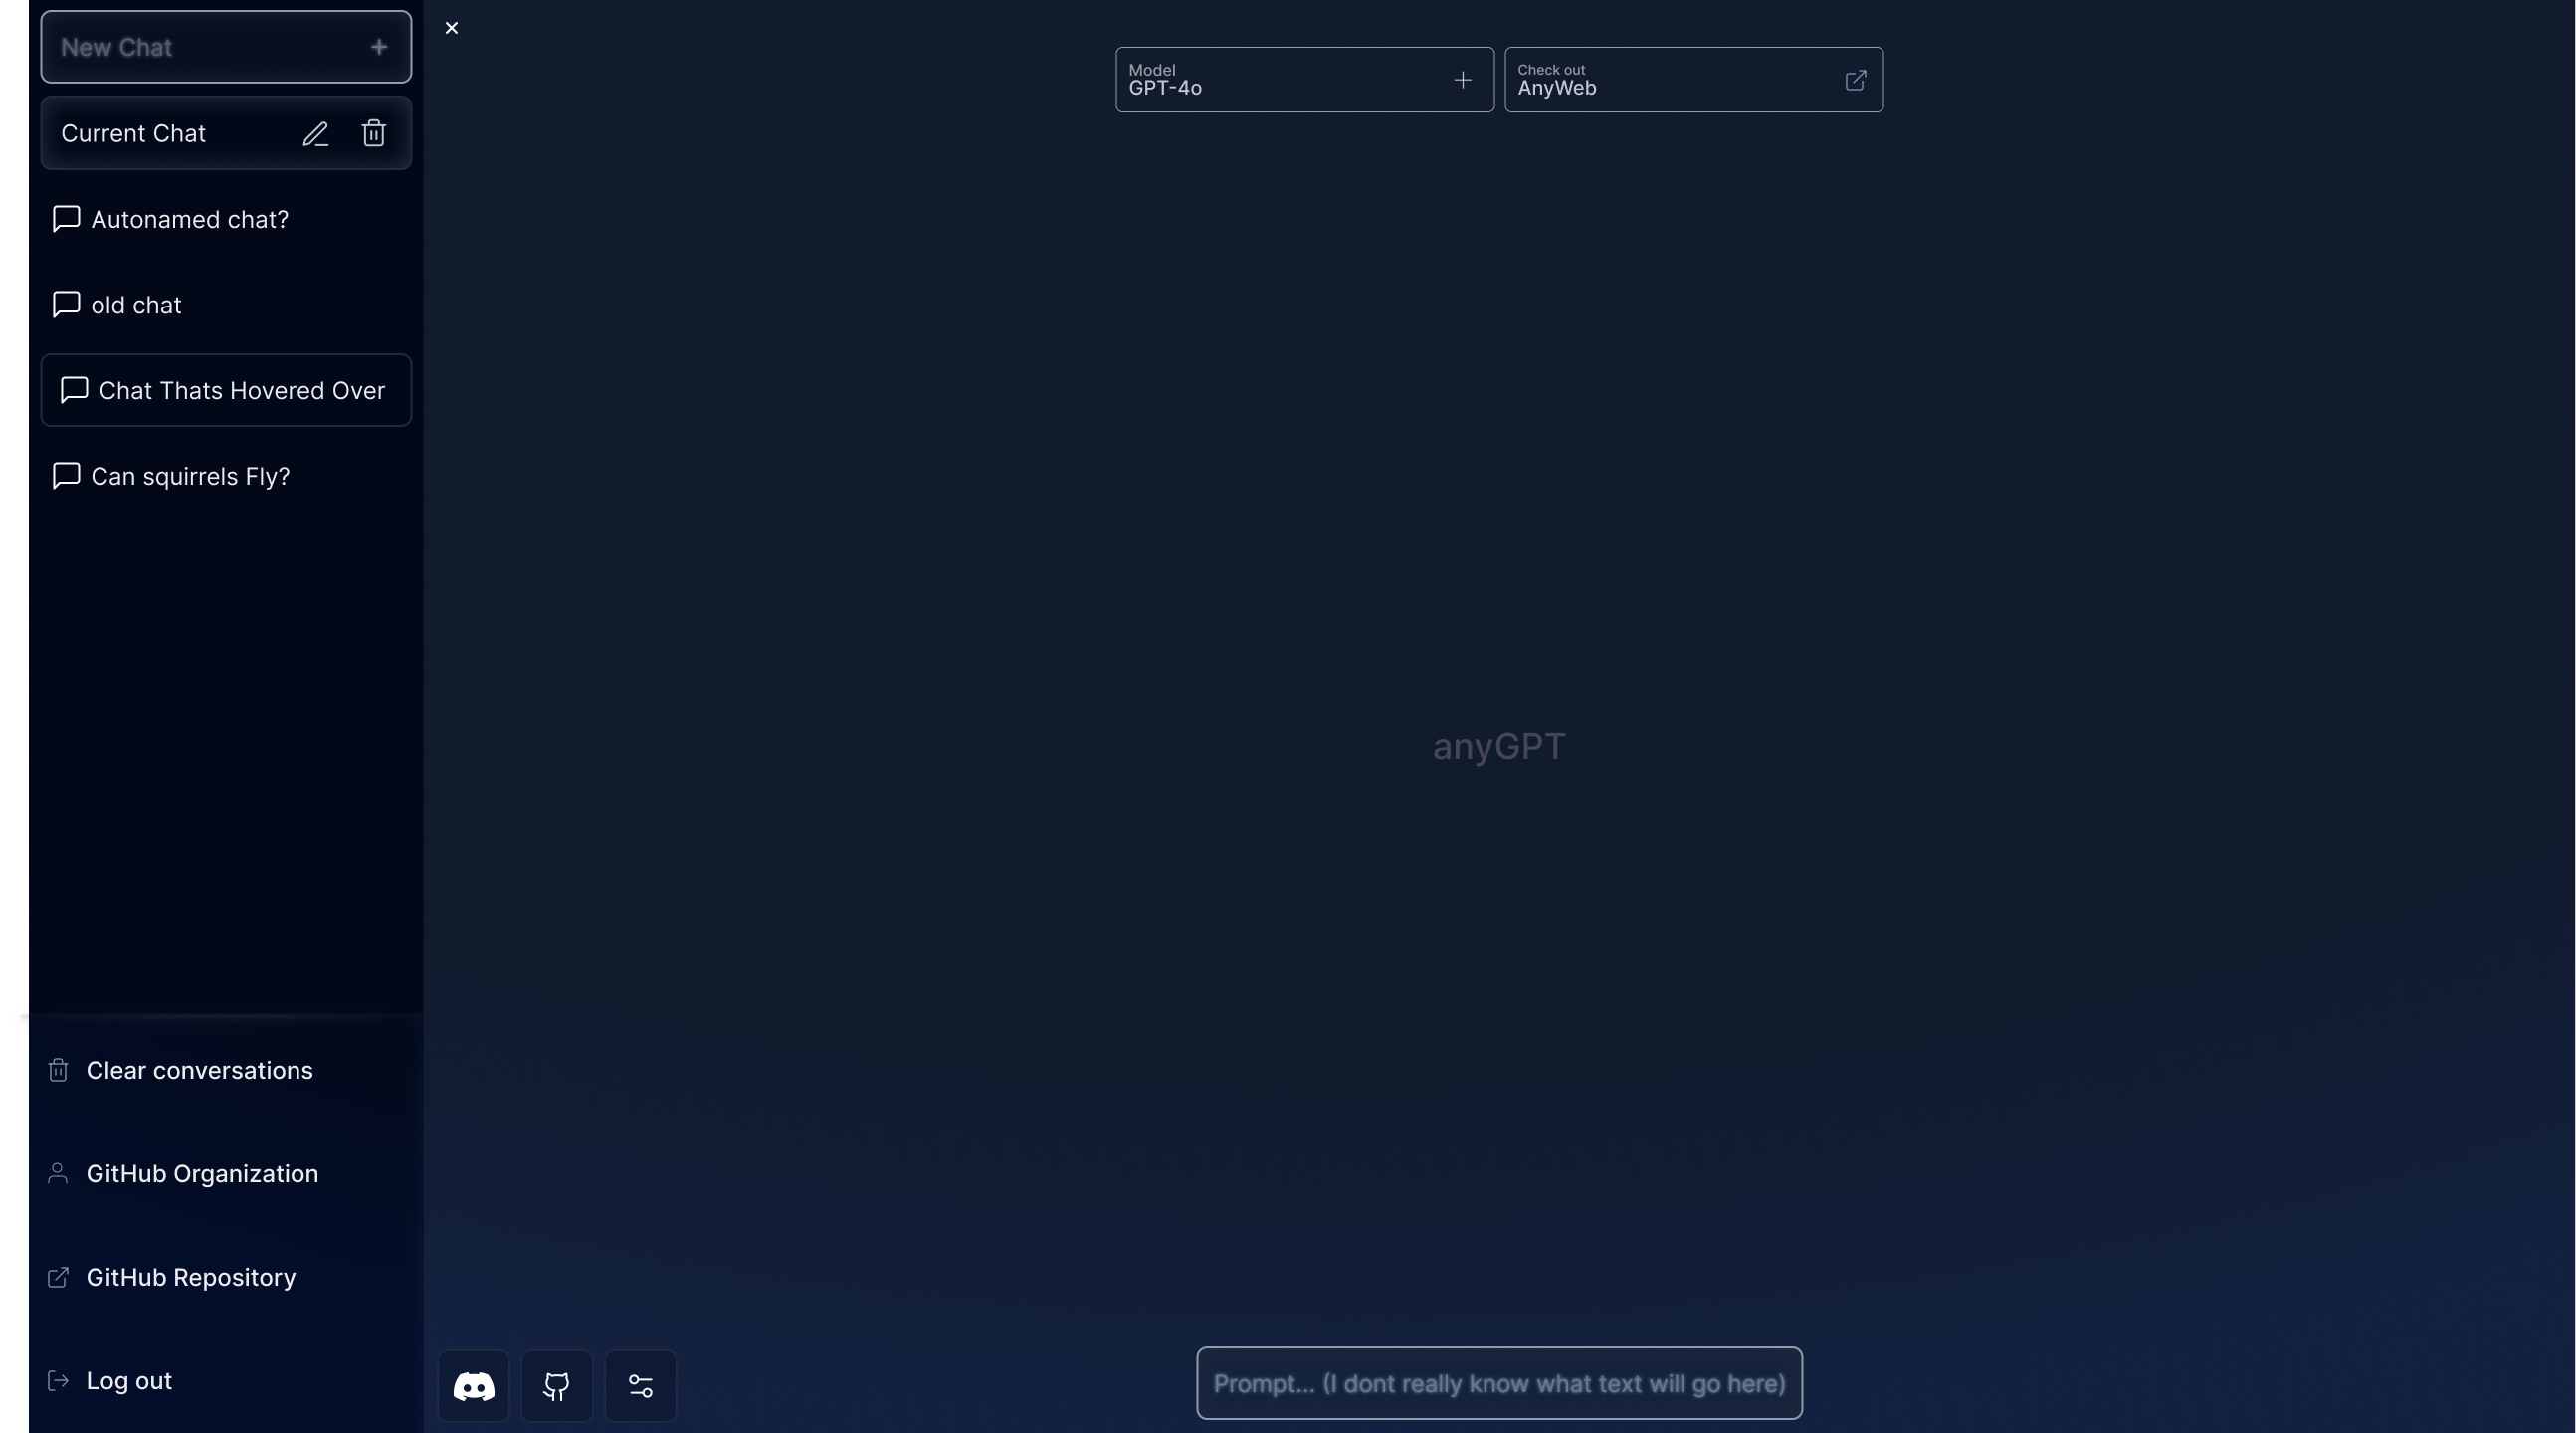 New Chat
Current Chat
Autonamed chat?
old chat
Chat Thats Hovered Over
Can squirrels Fly?
Clear conversations
GitHub Organization
GitHub Repository
Log out
Model
GPT-4o
Check out
AnyWeb
anyGPT
Prompt... (I dont really know what text will go here)